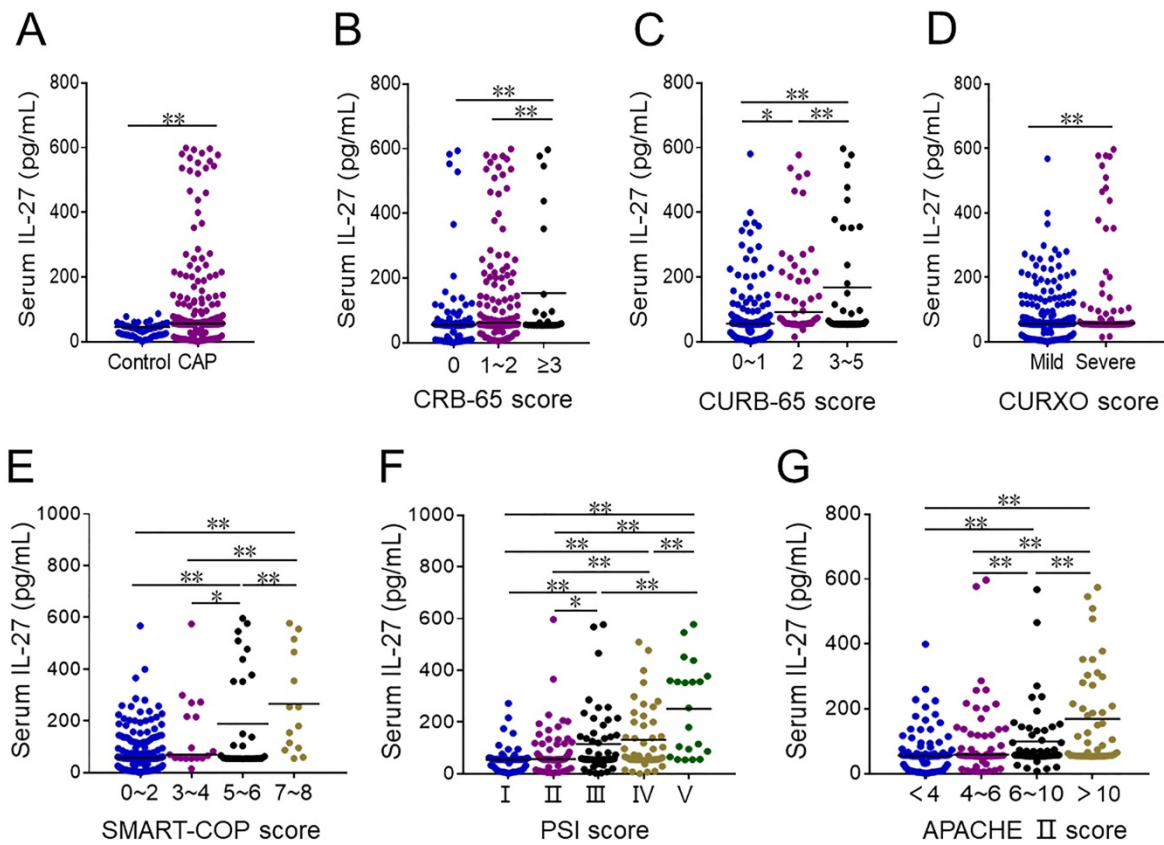 A
Serum IL-27 (pg/mL)
800
600
400
200
0
**
Control CAP
B
Serum IL-27 (pg/mL)
800
600
400
200
0
**
**
0 1~2 ≥3
CRB-65 score
C
Serum IL-27 (pg/mL)
800
600
400
200
0
**
* **
0~1 2 3~5
CURB-65 score
D
Serum IL-27 (pg/mL)
800
600
400
200
0
**
Mild Severe
CURXO score
E
Serum IL-27 (pg/mL)
1000
800
600
400
200
0
**
**
** **
*
0~2 3~4 5~6 7~8
SMART-COP score
F
Serum IL-27 (pg/mL)
1000
800
600
400
200
0
**
**
** **
**
** **
*
I II III IV V
PSI score
G
Serum IL-27 (pg/mL)
800
600
400
200
0
**
**
**
** **
<4 4~6 6~10 >10
APACHE II score